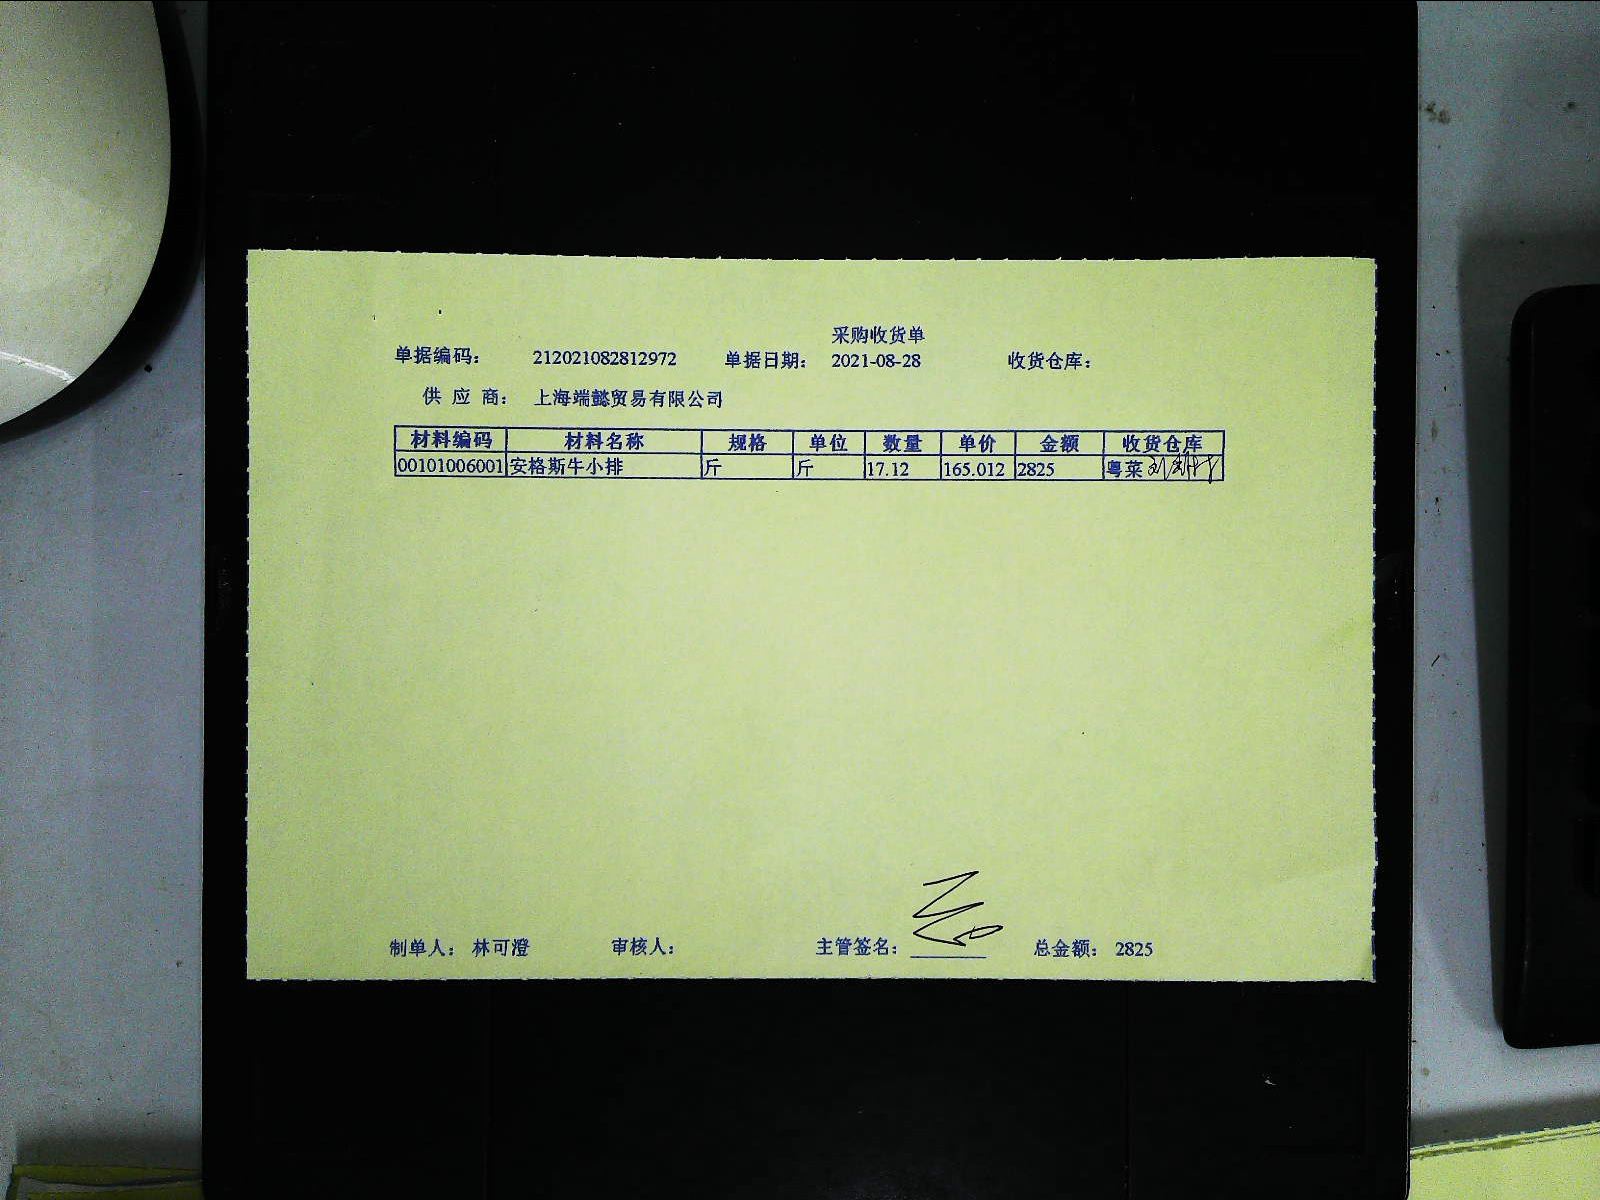 采购收货单
单据编码： 212021082812972 单据日期： 2021-08-28 收货仓库：
供 应 商： 上海端懿贸易有限公司
材料编码 材料名称 规格 单位 数量 单价 金额 收货仓库
00101006001 安格斯牛小排 斤 斤 17.12 165.012 2825 粤菜
制单人： 林可澄 审核人： 主管签名： 总金额： 2825